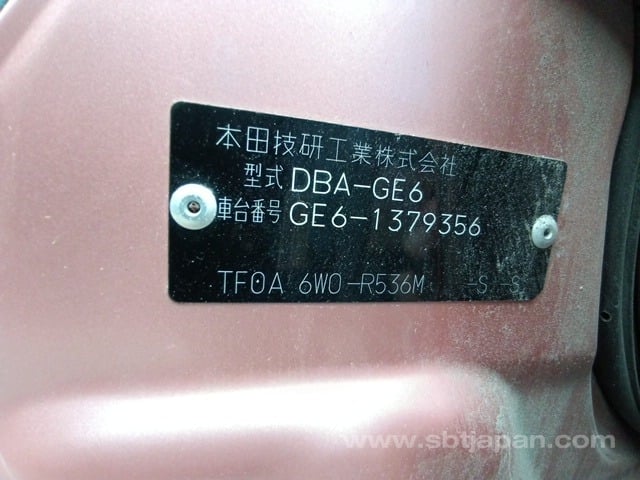 本田技研工業株式会社
型式 DBA-GE6
車台番号 GE6-1379356
TF0A 6W0-R536M -S -S
www.sbtjapan.com